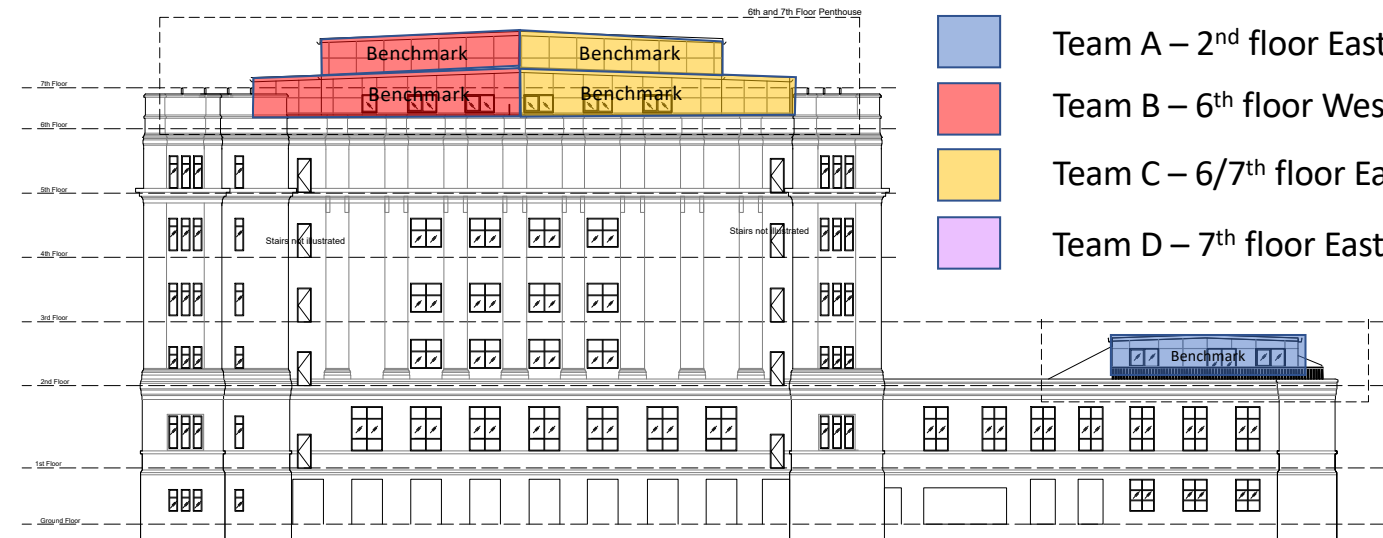 6th and 7th Floor Penthouse
Benchmark Benchmark
7th Floor
Benchmark Benchmark
6th Floor
5th Floor
Stairs not illustrated
Stairs not illustrated
4th Floor
3rd Floor
2nd Floor
1st Floor
Ground Floor
Benchmark
Team A – 2nd floor East
Team B – 6th floor Wes
Team C – 6/7th floor Ea
Team D – 7th floor East